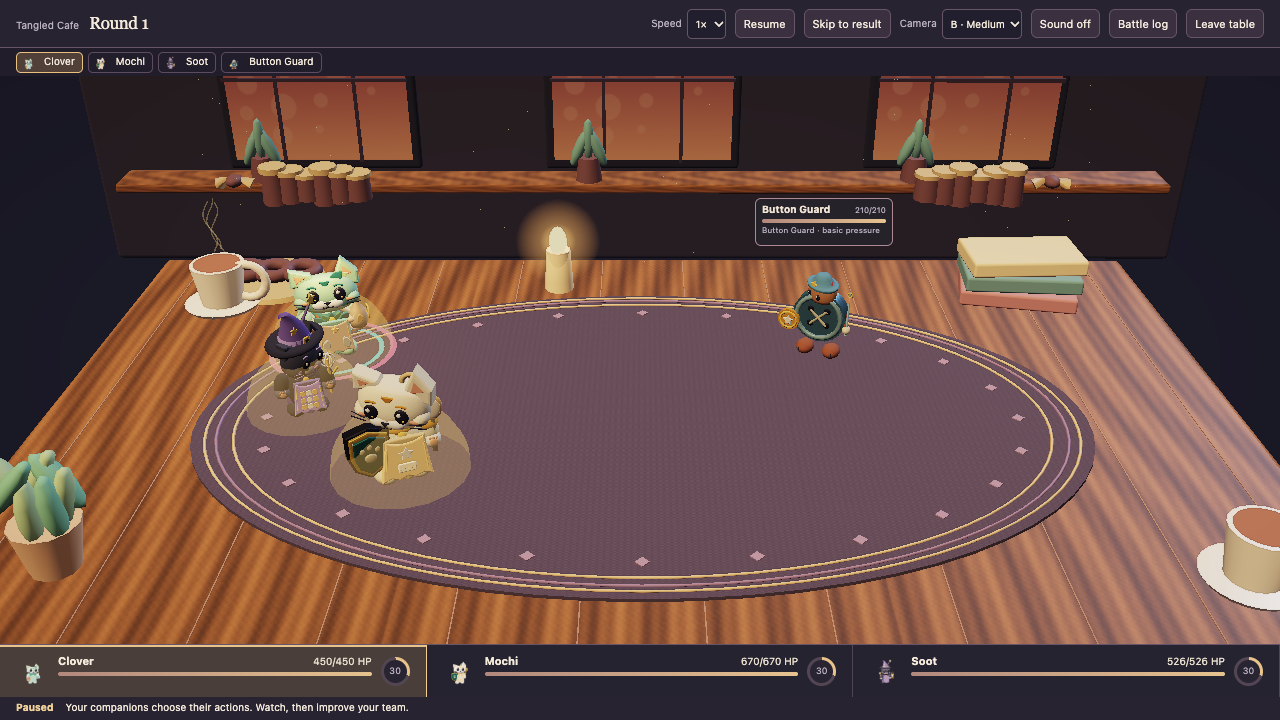 Tangled Cafe Round 1 Speed 1x Resume Skip to result Camera B · Medium Sound off Battle log Leave table
Clover Mochi Soot Button Guard
Button Guard 210/210
Button Guard · basic pressure
Clover 450/450 HP 30 Mochi 670/670 HP 30 Soot 526/526 HP 30
Paused Your companions choose their actions. Watch, then improve your team.